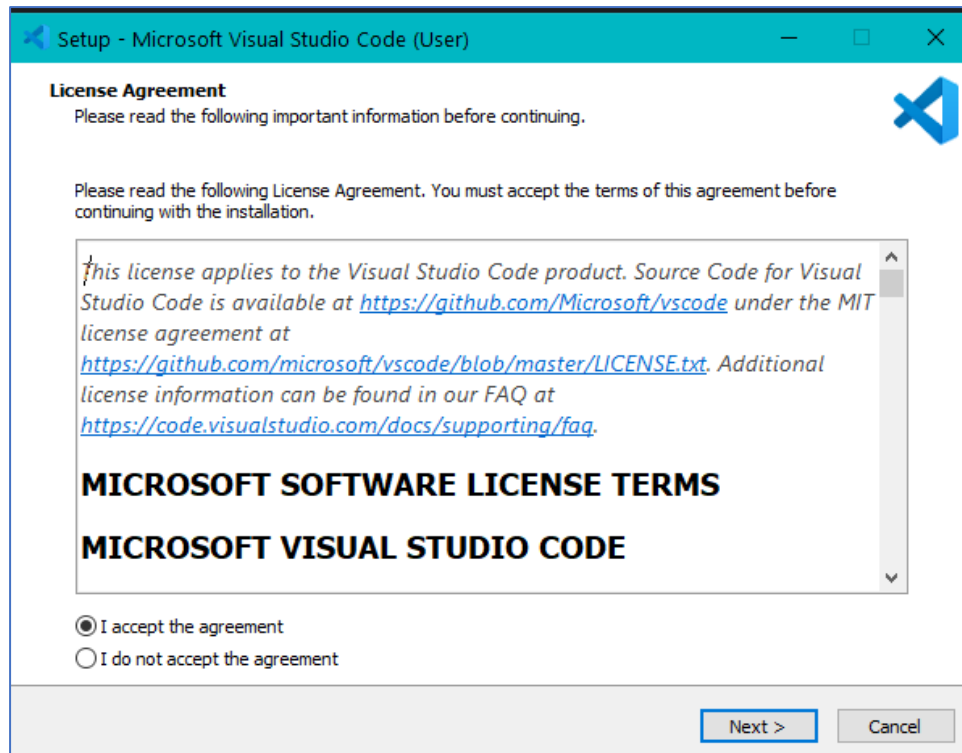 Setup - Microsoft Visual Studio Code (User)
License Agreement
Please read the following important information before continuing.
Please read the following License Agreement. You must accept the terms of this agreement before
continuing with the installation.
This license applies to the Visual Studio Code product. Source Code for Visual
Studio Code is available at https://github.com/Microsoft/vscode under the MIT
license agreement at
https://github.com/microsoft/vscode/blob/master/LICENSE.txt. Additional
license information can be found in our FAQ at
https://code.visualstudio.com/docs/supporting/faq.
MICROSOFT SOFTWARE LICENSE TERMS
MICROSOFT VISUAL STUDIO CODE
I accept the agreement
I do not accept the agreement
Next >
Cancel